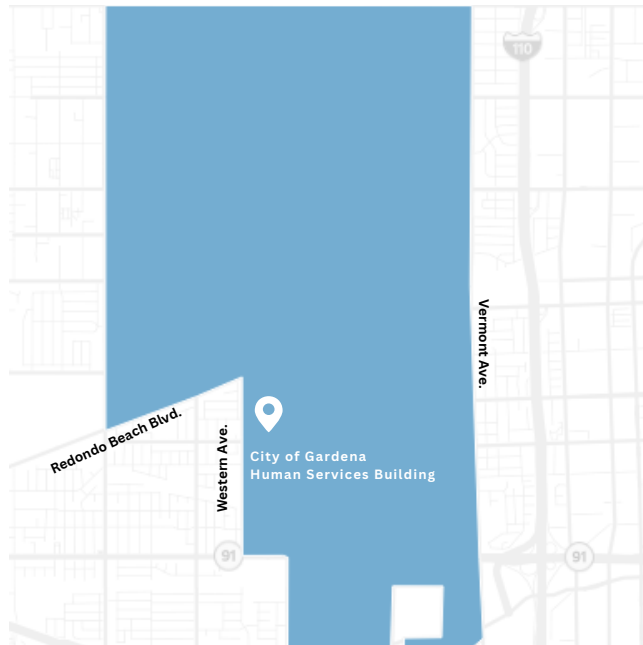 110
Vermont Ave.
Redondo Beach Blvd.
Western Ave.
City of Gardena
Human Services Building
91
91